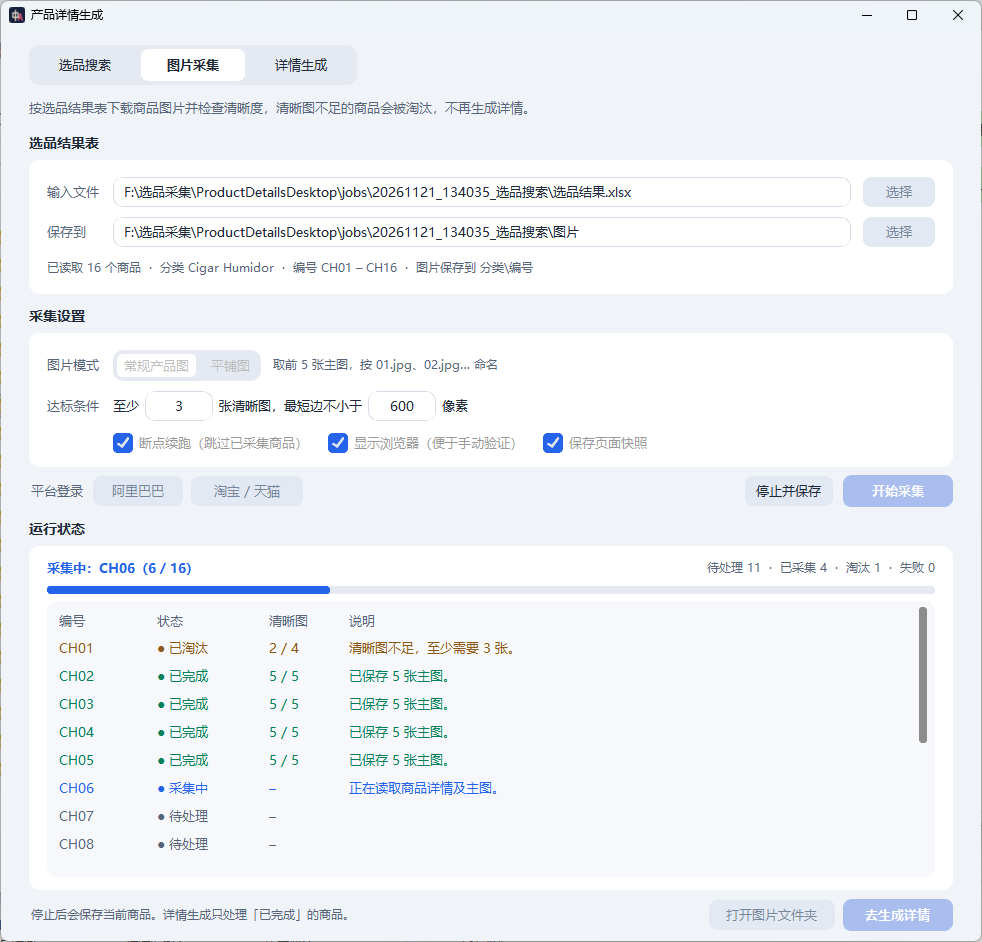 产品详情生成
选品搜索 图片采集 详情生成
按选品结果表下载商品图片并检查清晰度，清晰图不足的商品会被淘汰，不再生成详情。
选品结果表
输入文件 F:\选品采集\ProductDetailsDesktop\jobs\20261121_134035_选品搜索\选品结果.xlsx 选择
保存到 F:\选品采集\ProductDetailsDesktop\jobs\20261121_134035_选品搜索\图片 选择
已读取 16 个商品 · 分类 Cigar Humidor · 编号 CH01 – CH16 · 图片保存到 分类\编号
采集设置
图片模式 常规产品图 平铺图 取前 5 张主图，按 01.jpg、02.jpg… 命名
达标条件 至少 3 张清晰图，最短边不小于 600 像素
断点续跑（跳过已采集商品） 显示浏览器（便于手动验证） 保存页面快照
平台登录 阿里巴巴 淘宝 / 天猫 停止并保存 开始采集
运行状态
采集中：CH06（6 / 16） 待处理 11 · 已采集 4 · 淘汰 1 · 失败 0
编号 状态 清晰图 说明
CH01 ● 已淘汰 2 / 4 清晰图不足，至少需要 3 张。
CH02 ● 已完成 5 / 5 已保存 5 张主图。
CH03 ● 已完成 5 / 5 已保存 5 张主图。
CH04 ● 已完成 5 / 5 已保存 5 张主图。
CH05 ● 已完成 5 / 5 已保存 5 张主图。
CH06 ● 采集中 – 正在读取商品详情及主图。
CH07 ● 待处理 –
CH08 ● 待处理 –
停止后会保存当前商品。详情生成只处理「已完成」的商品。 打开图片文件夹 去生成详情